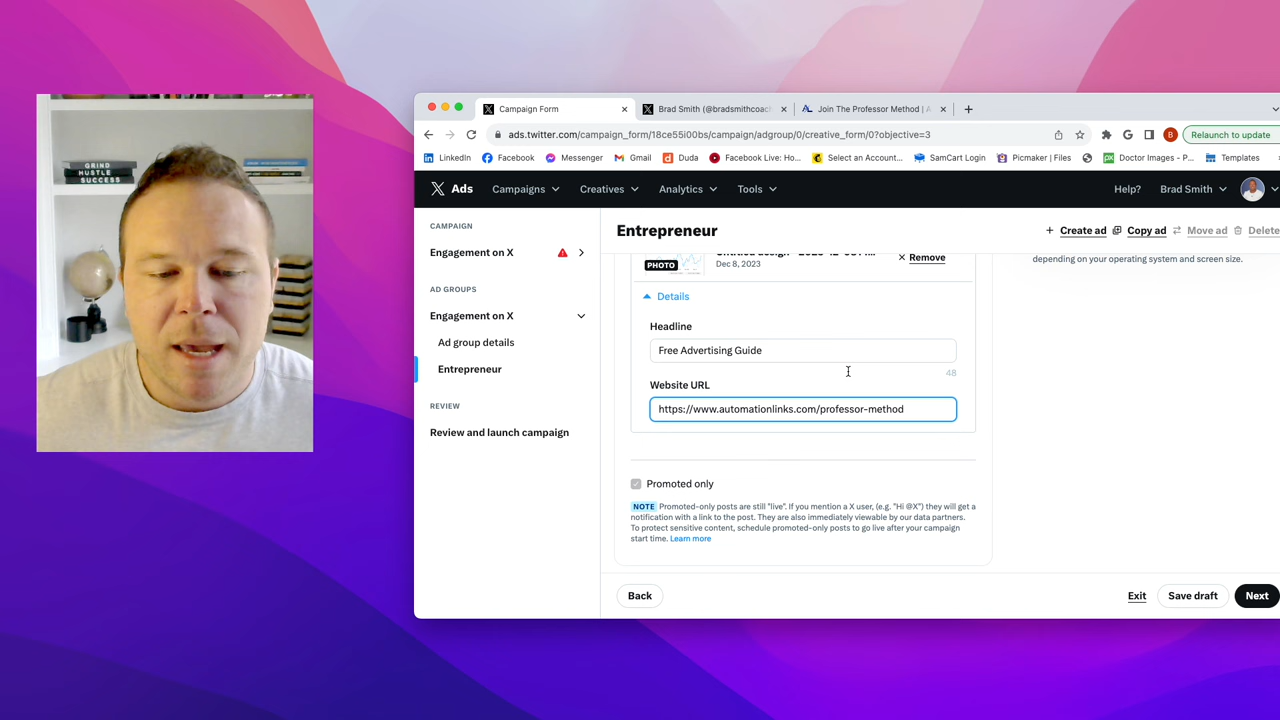 GRIND
HUSTLE
SUCCESS
Campaign Form
Brad Smith (@bradsmithcoac
Join The Professor Method | A
ads.twitter.com/campaign_form/18ce55i00bs/campaign/adgroup/0/creative_form/0?objective=3
B
Relaunch to update
LinkedIn
Facebook
Messenger
Gmail
Duda
Facebook Live: Ho...
Select an Account...
SamCart Login
Picmaker | Files
Doctor Images - P...
Templates
Ads
Campaigns
Creatives
Analytics
Tools
Help?
Brad Smith
CAMPAIGN
Engagement on X
AD GROUPS
Engagement on X
Ad group details
Entrepreneur
REVIEW
Review and launch campaign
Entrepreneur
+ Create ad
Copy ad
Move ad
Delete
depending on your operating system and screen size.
PHOTO
Dec 8, 2023
Remove
Details
Headline
Free Advertising Guide
48
Website URL
https://www.automationlinks.com/professor-method
Promoted only
NOTE Promoted-only posts are still "live". If you mention a X user, (e.g. "Hi @X") they will get a
notification with a link to the post. They are also immediately viewable by our data partners.
To protect sensitive content, schedule promoted-only posts to go live after your campaign
start time. Learn more
Back
Exit
Save draft
Next